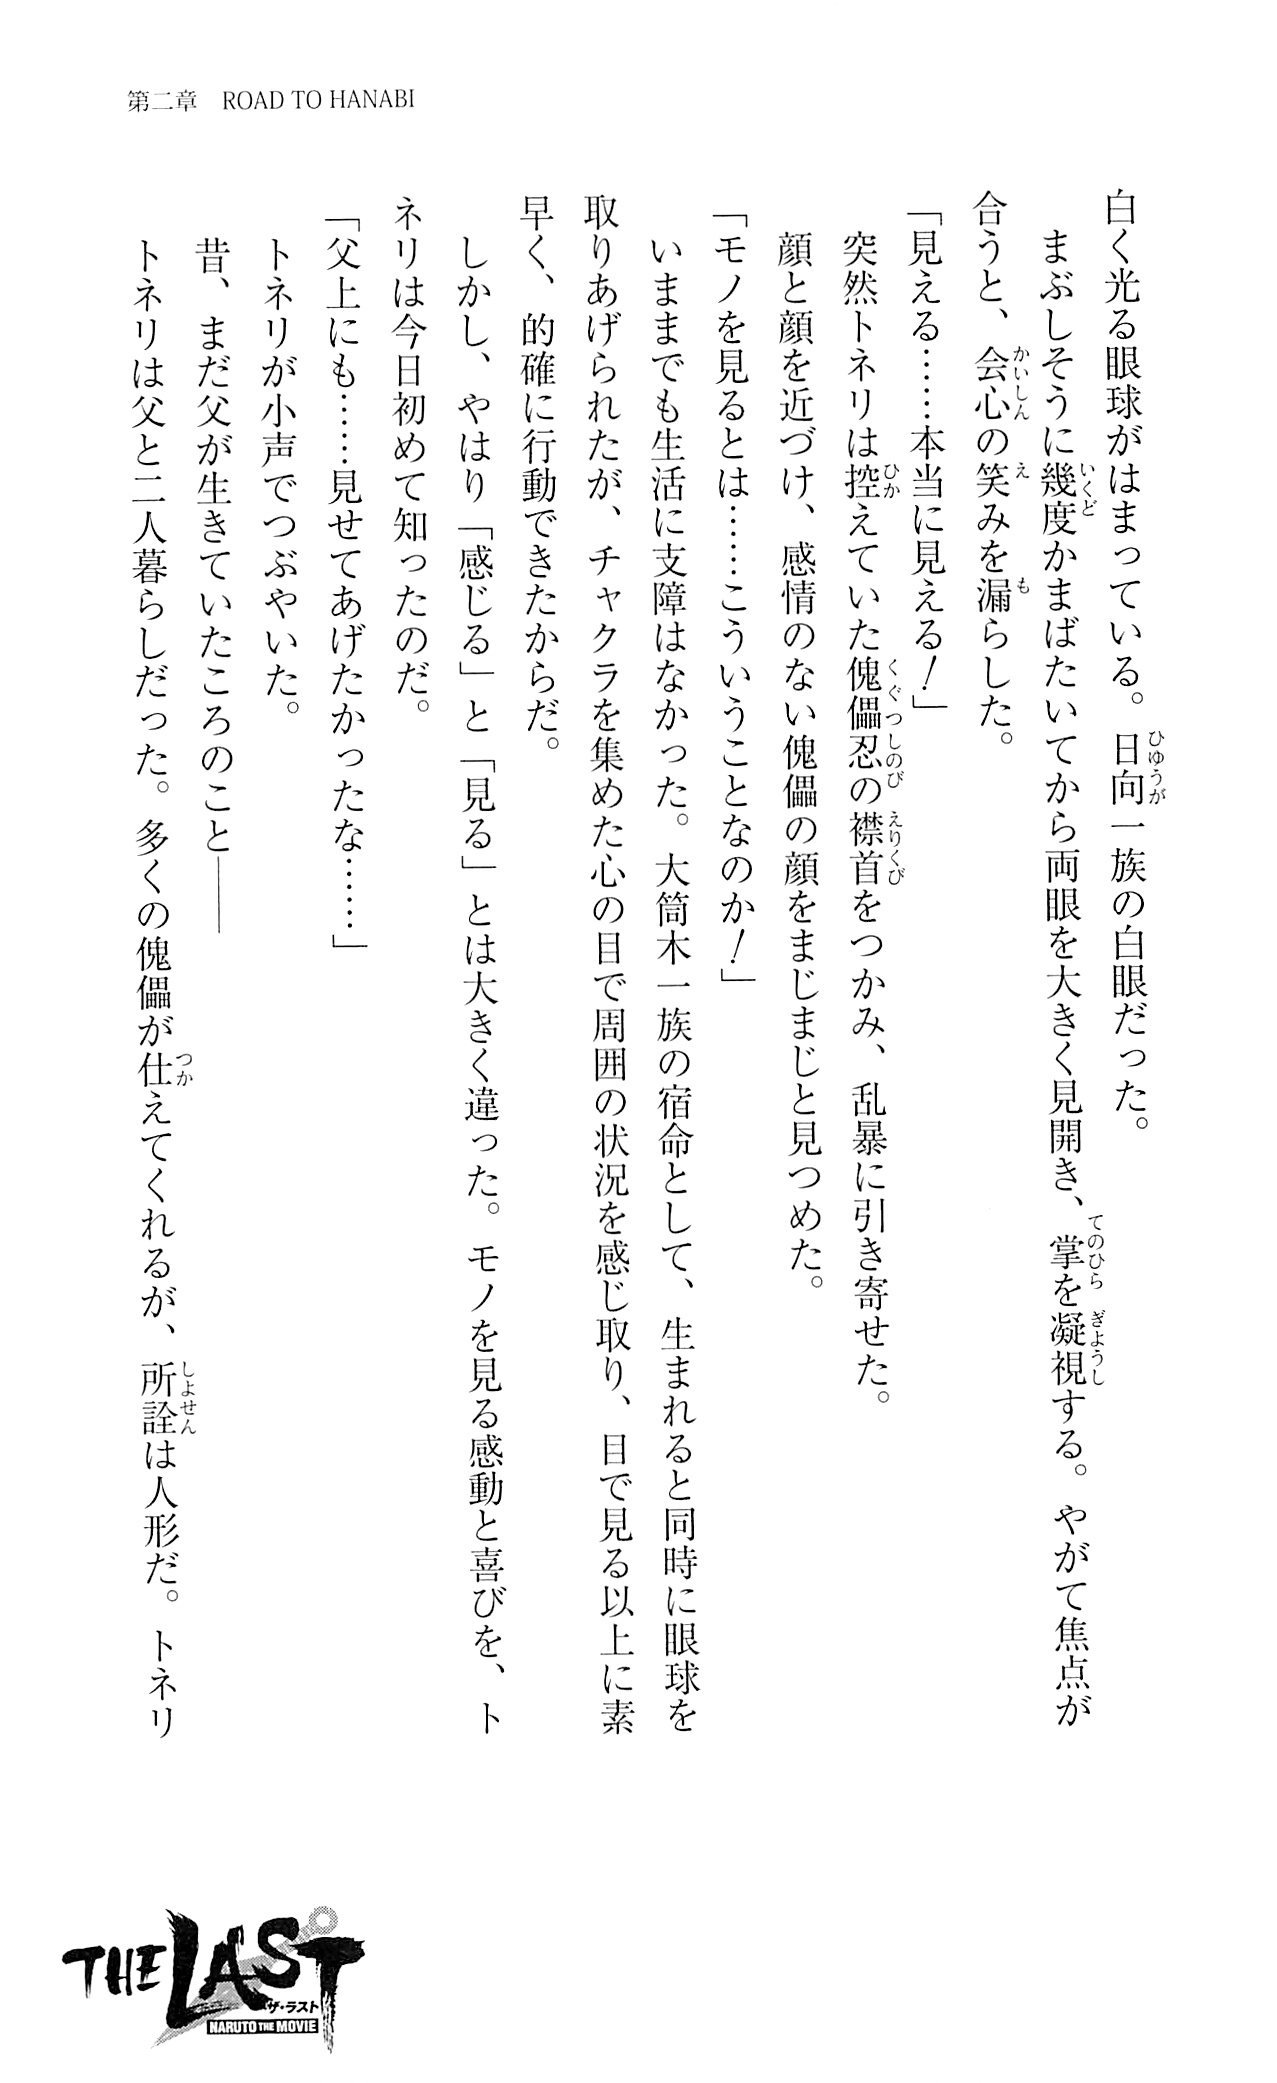 第二章 ROAD TO HANABI
白く光る眼球がはまっている。日向一族の白眼だった。
まぶしそうに幾度かまばたいてから両眼を大きく見開き、掌を凝視する。やがて焦点が
合うと、会心の笑みを漏らした。
「見える……本当に見える！」
突然トネリは控えていた傀儡忍の襟首をつかみ、乱暴に引き寄せた。
顔と顔を近づけ、感情のない傀儡の顔をまじまじと見つめた。
「モノを見るとは……こういうことなのか！」
いままでも生活に支障はなかった。大筒木一族の宿命として、生まれると同時に眼球を
取りあげられたが、チャクラを集めた心の目で周囲の状況を感じ取り、目で見る以上に素
早く、的確に行動できたからだ。
しかし、やはり「感じる」と「見る」とは大きく違った。モノを見る感動と喜びを、ト
ネリは今日初めて知ったのだ。
「父上にも……見せてあげたかったな……」
トネリが小声でつぶやいた。
昔、まだ父が生きていたころのこと――
トネリは父と二人暮らしだった。多くの傀儡が仕えてくれるが、所詮は人形だ。トネリ
THE LAST
ザ・ラスト
NARUTO THE MOVIE